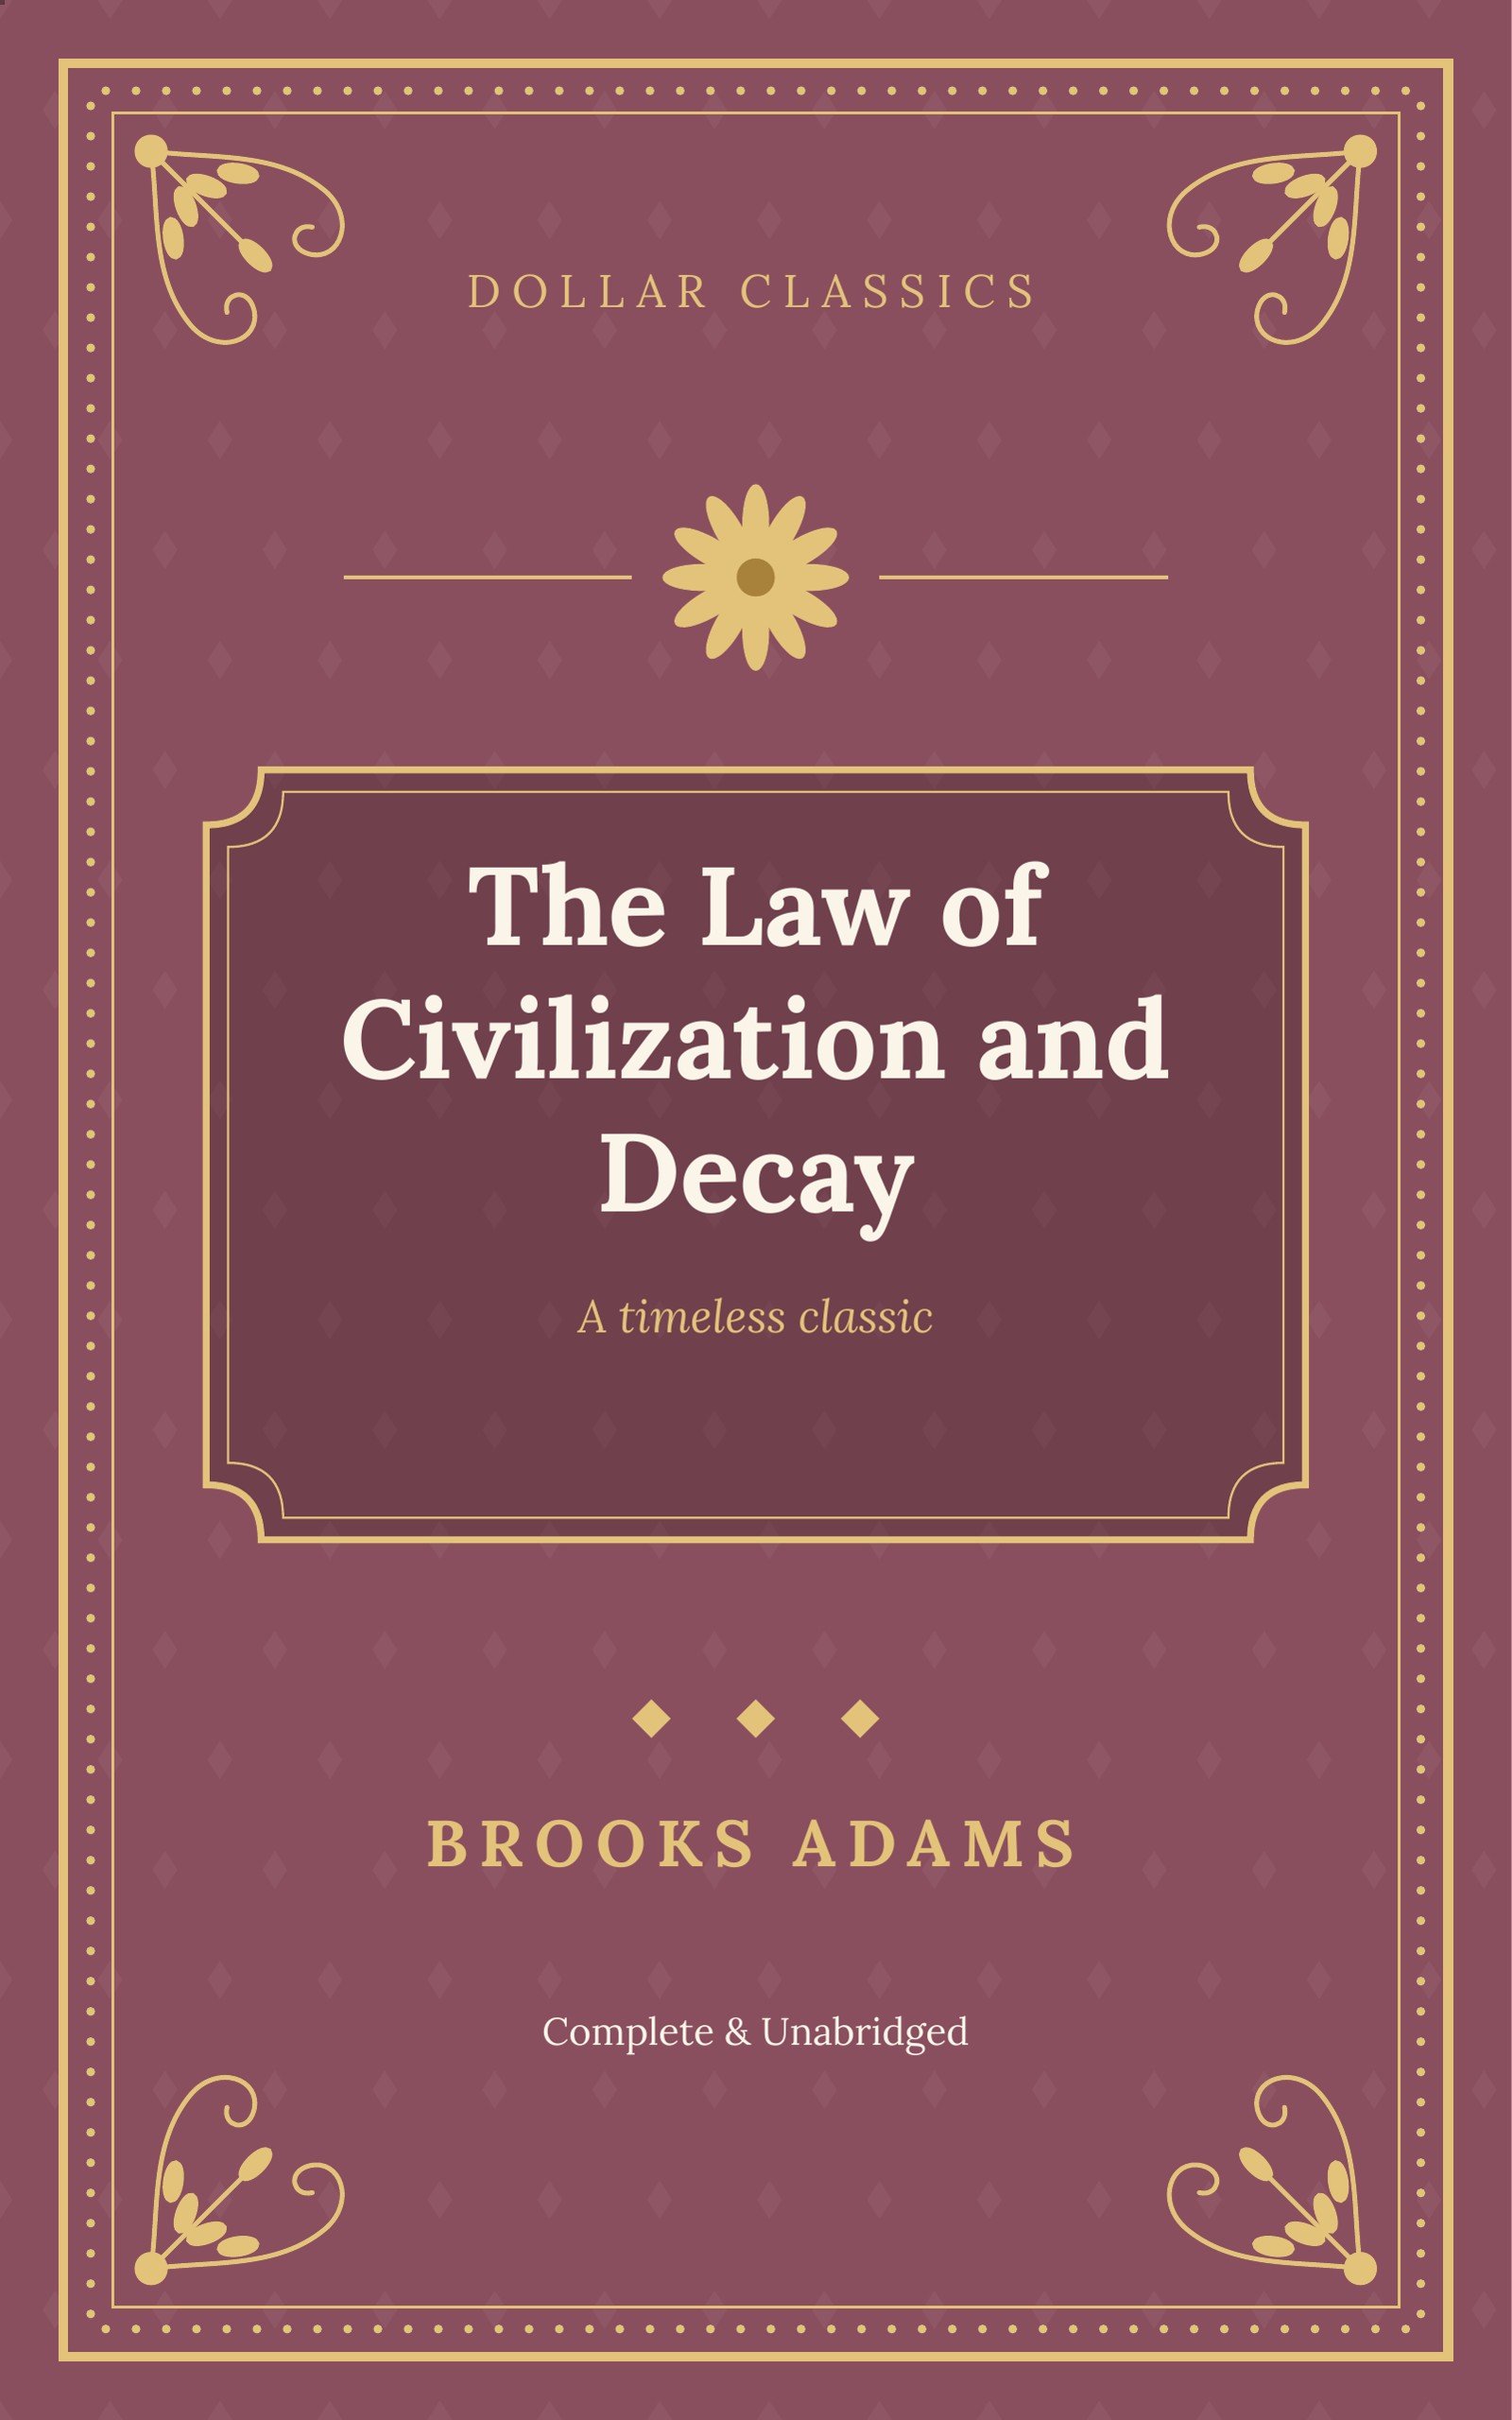 DOLLAR CLASSICS
The Law of
Civilization and
Decay
A timeless classic
BROOKS ADAMS
Complete & Unabridged